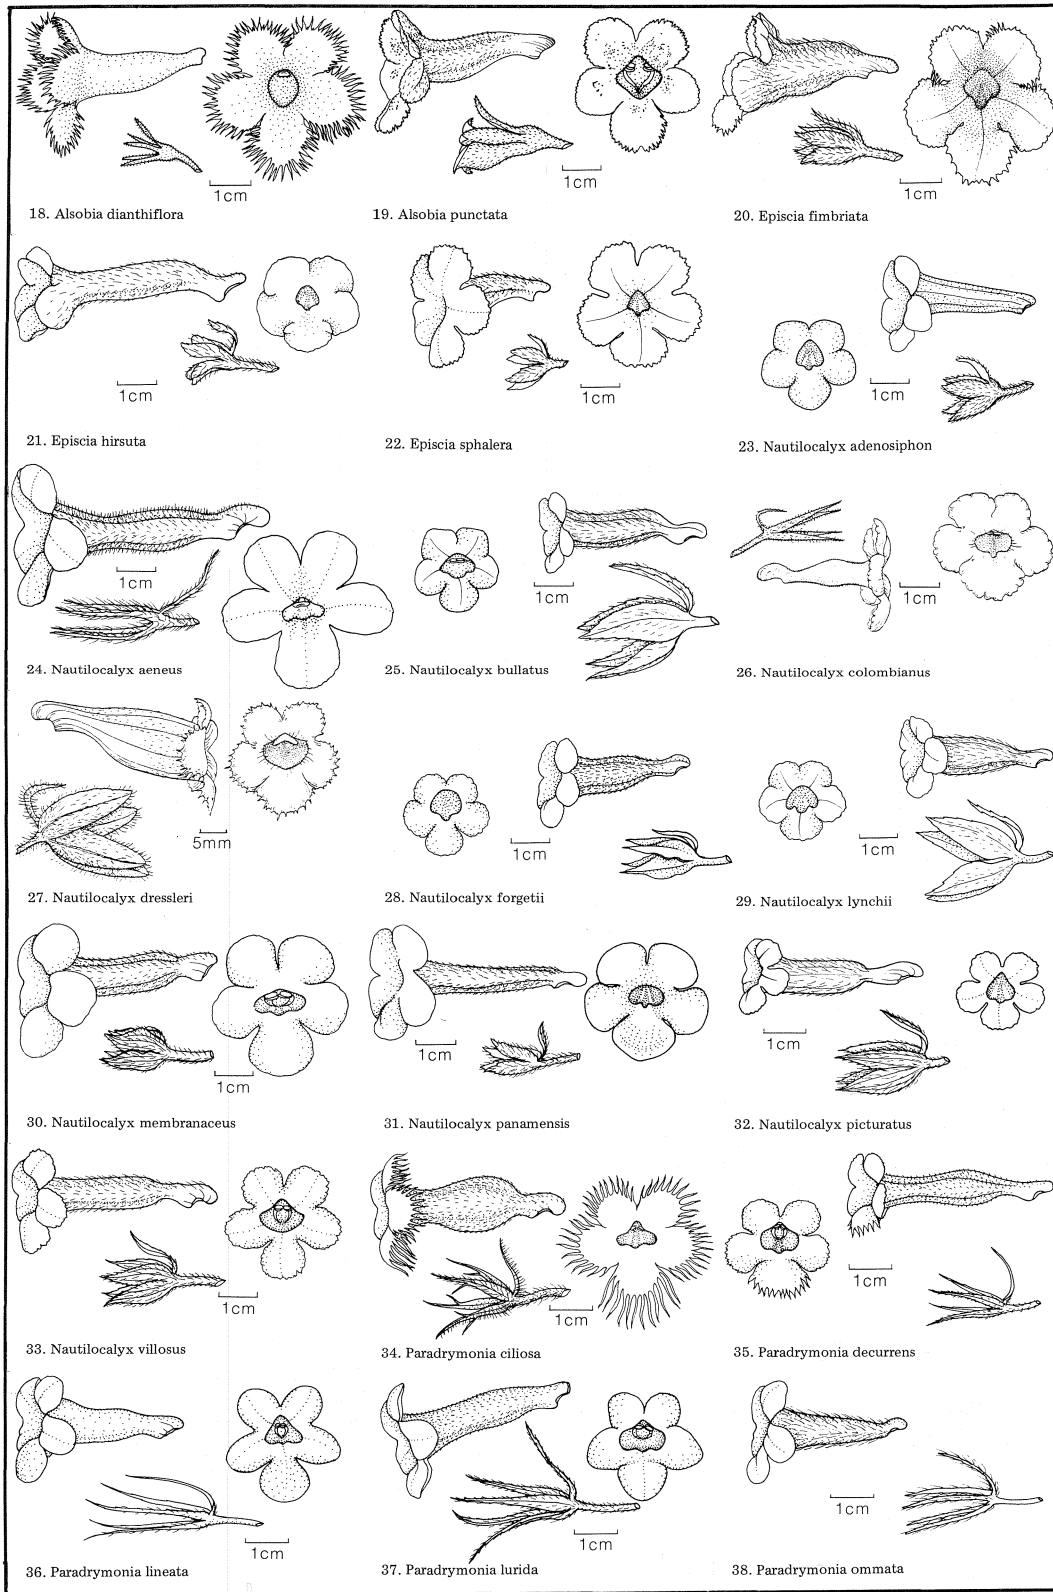 1cm
1cm
1cm
18. Alsobia dianthiflora
19. Alsobia punctata
20. Episcia fimbriata
1cm
1cm
1cm
21. Episcia hirsuta
22. Episcia sphalera
23. Nautilocalyx adenosiphon
1cm
1cm
1cm
24. Nautilocalyx aeneus
25. Nautilocalyx bullatus
26. Nautilocalyx colombianus
5mm
1cm
1cm
27. Nautilocalyx dressleri
28. Nautilocalyx forgetii
29. Nautilocalyx lynchii
1cm
1cm
1cm
30. Nautilocalyx membranaceus
31. Nautilocalyx panamensis
32. Nautilocalyx picturatus
1cm
1cm
1cm
33. Nautilocalyx villosus
34. Paradrymonia ciliosa
35. Paradrymonia decurrens
1cm
1cm
1cm
36. Paradrymonia lineata
37. Paradrymonia lurida
38. Paradrymonia ommata